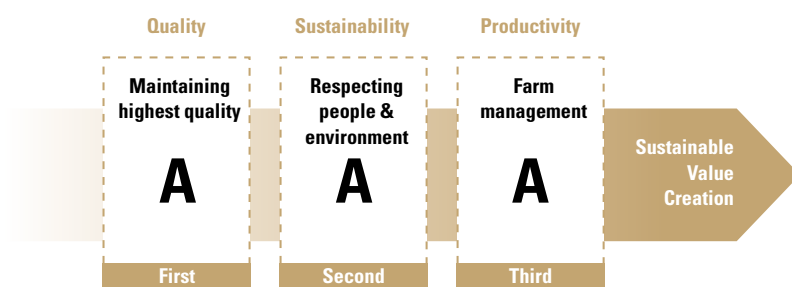 Quality
Sustainability
Productivity
Maintaining
highest quality
A
First
Respecting
people &
environment
A
Second
Farm
management
A
Third
Sustainable
Value
Creation